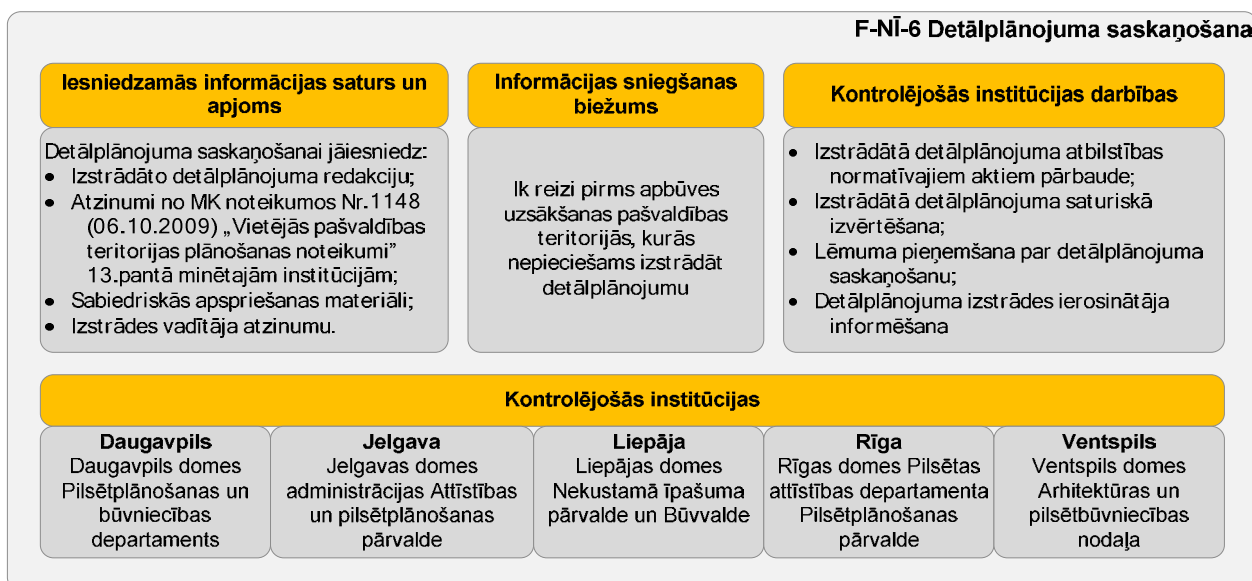 F-NĪ-6 Detālplānojuma saskaņošana
Iesniedzamās informācijas saturs un
apjoms
Detālplānojuma saskaņošanai jāiesniedz:
• Izstrādāto detālplānojuma redakciju;
• Atzinumi no MK noteikumos Nr.1148
(06.10.2009) „Vietējās pašvaldības
teritorijas plānošanas noteikumi”
13.pantā minētajām institūcijām;
• Sabiedriskās apspriešanas materiāli;
• Izstrādes vadītāja atzinumu.
Informācijas sniegšanas
biežums
Ik reizi pirms apbūves
uzsākšanas pašvaldības
teritorijās, kurās
nepieciešams izstrādāt
detālplānojumu
Kontrolējošās institūcijas darbības
• Izstrādātā detālplānojuma atbilstības
normatīvajiem aktiem pārbaude;
• Izstrādātā detālplānojuma saturiskā
izvērtēšana;
• Lēmuma pieņemšana par detālplānojuma
saskaņošanu;
• Detālplānojuma izstrādes ierosinātāja
informēšana
Kontrolējošās institūcijas
Daugavpils
Daugavpils domes
Pilsētplānošanas un
būvniecības
departaments
Jelgava
Jelgavas domes
administrācijas Attīstības
un pilsētplānošanas
pārvalde
Liepāja
Liepājas domes
Nekustamā īpašuma
pārvalde un Būvvalde
Rīga
Rīgas domes Pilsētas
attīstības departamenta
Pilsētplānošanas
pārvalde
Ventspils
Ventspils domes
Arhitektūras un
pilsētbūvniecības
nodaļa